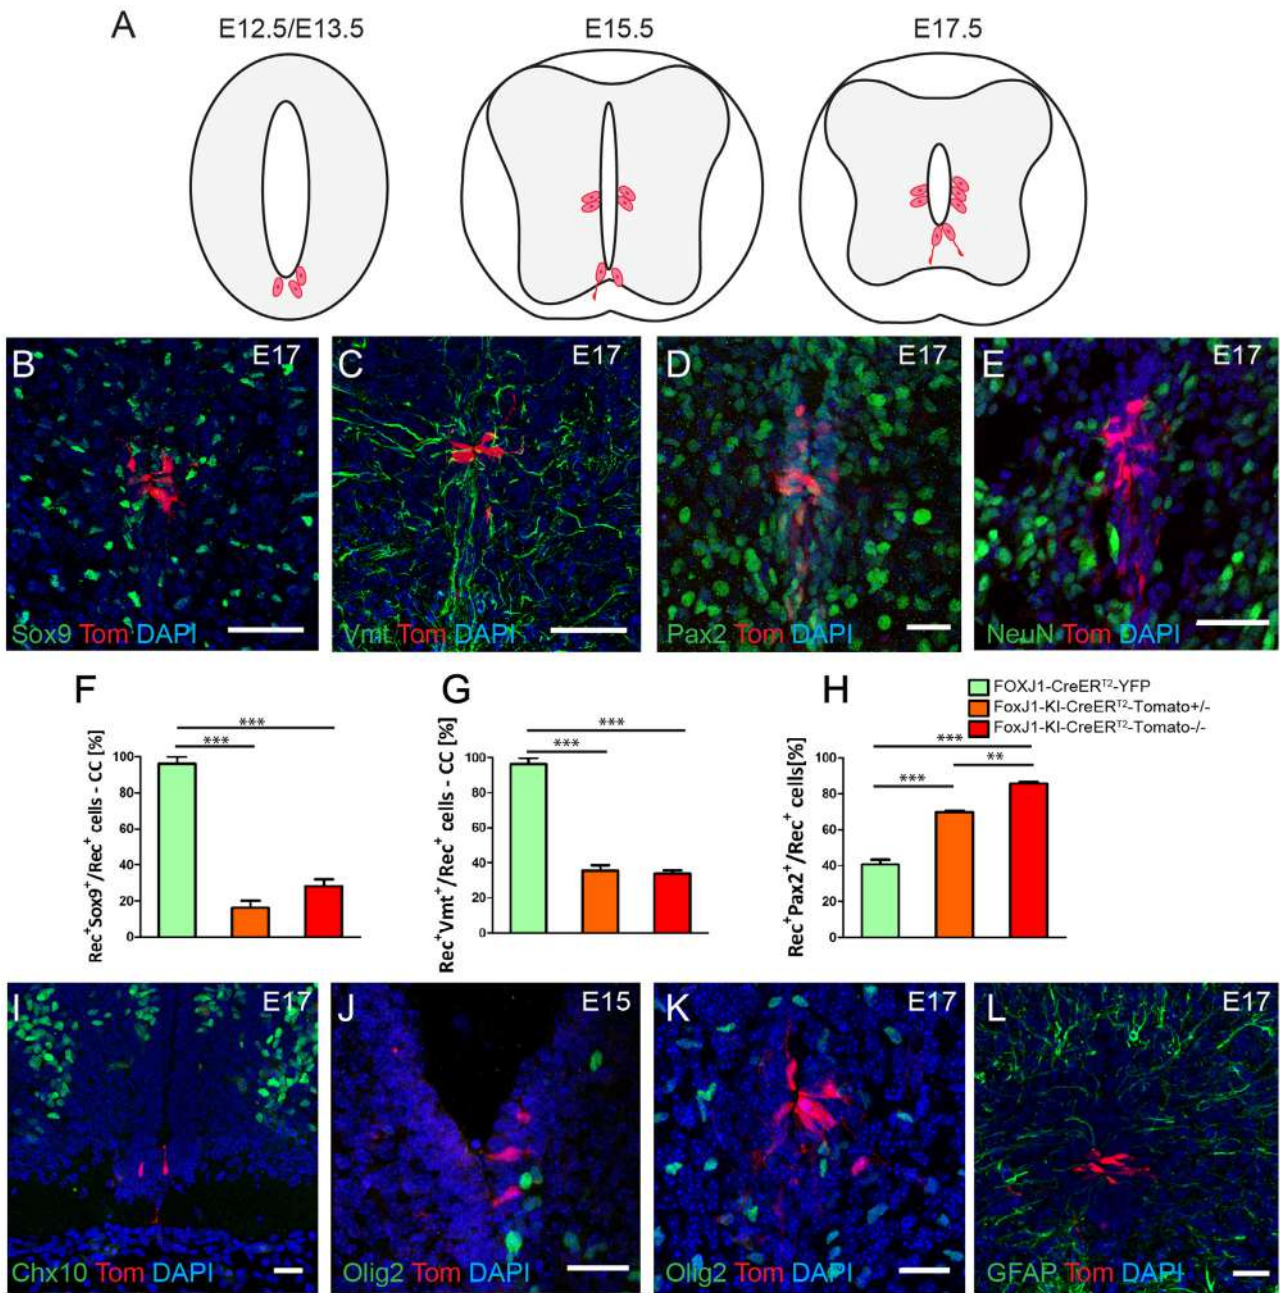 A
E12.5/E13.5
E15.5
E17.5
B
E17
Sox9 Tom DAPI
C
E17
Vmt Tom DAPI
D
E17
Pax2 Tom DAPI
E
E17
NeuN Tom DAPI
F
Rec⁺Sox9⁺/Rec⁺ cells - CC [%]
100
80
60
40
20
0
***
***
G
Rec⁺Vmt⁺/Rec⁺ cells - CC [%]
100
80
60
40
20
0
***
***
H
FOXJ1-CreERᵀ²-YFP
FoxJ1-KI-CreERᵀ²-Tomato+/-
FoxJ1-KI-CreERᵀ²-Tomato-/-
Rec⁺Pax2⁺/Rec⁺ cells[%]
100
80
60
40
20
0
***
**
***
I
E17
Chx10 Tom DAPI
J
E15
Olig2 Tom DAPI
K
E17
Olig2 Tom DAPI
L
E17
GFAP Tom DAPI